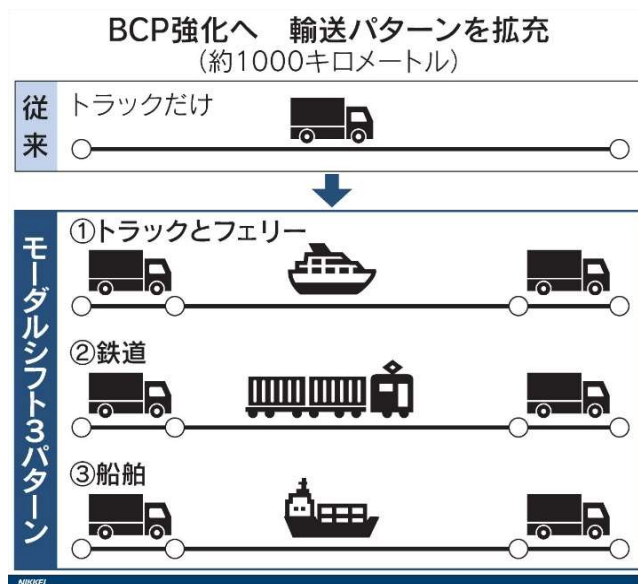 BCP強化へ 輸送パターンを拡充
(約1000キロメートル)
従来
トラックだけ
モーダルシフト3パターン
①トラックとフェリー
②鉄道
③船舶
NIKKEI